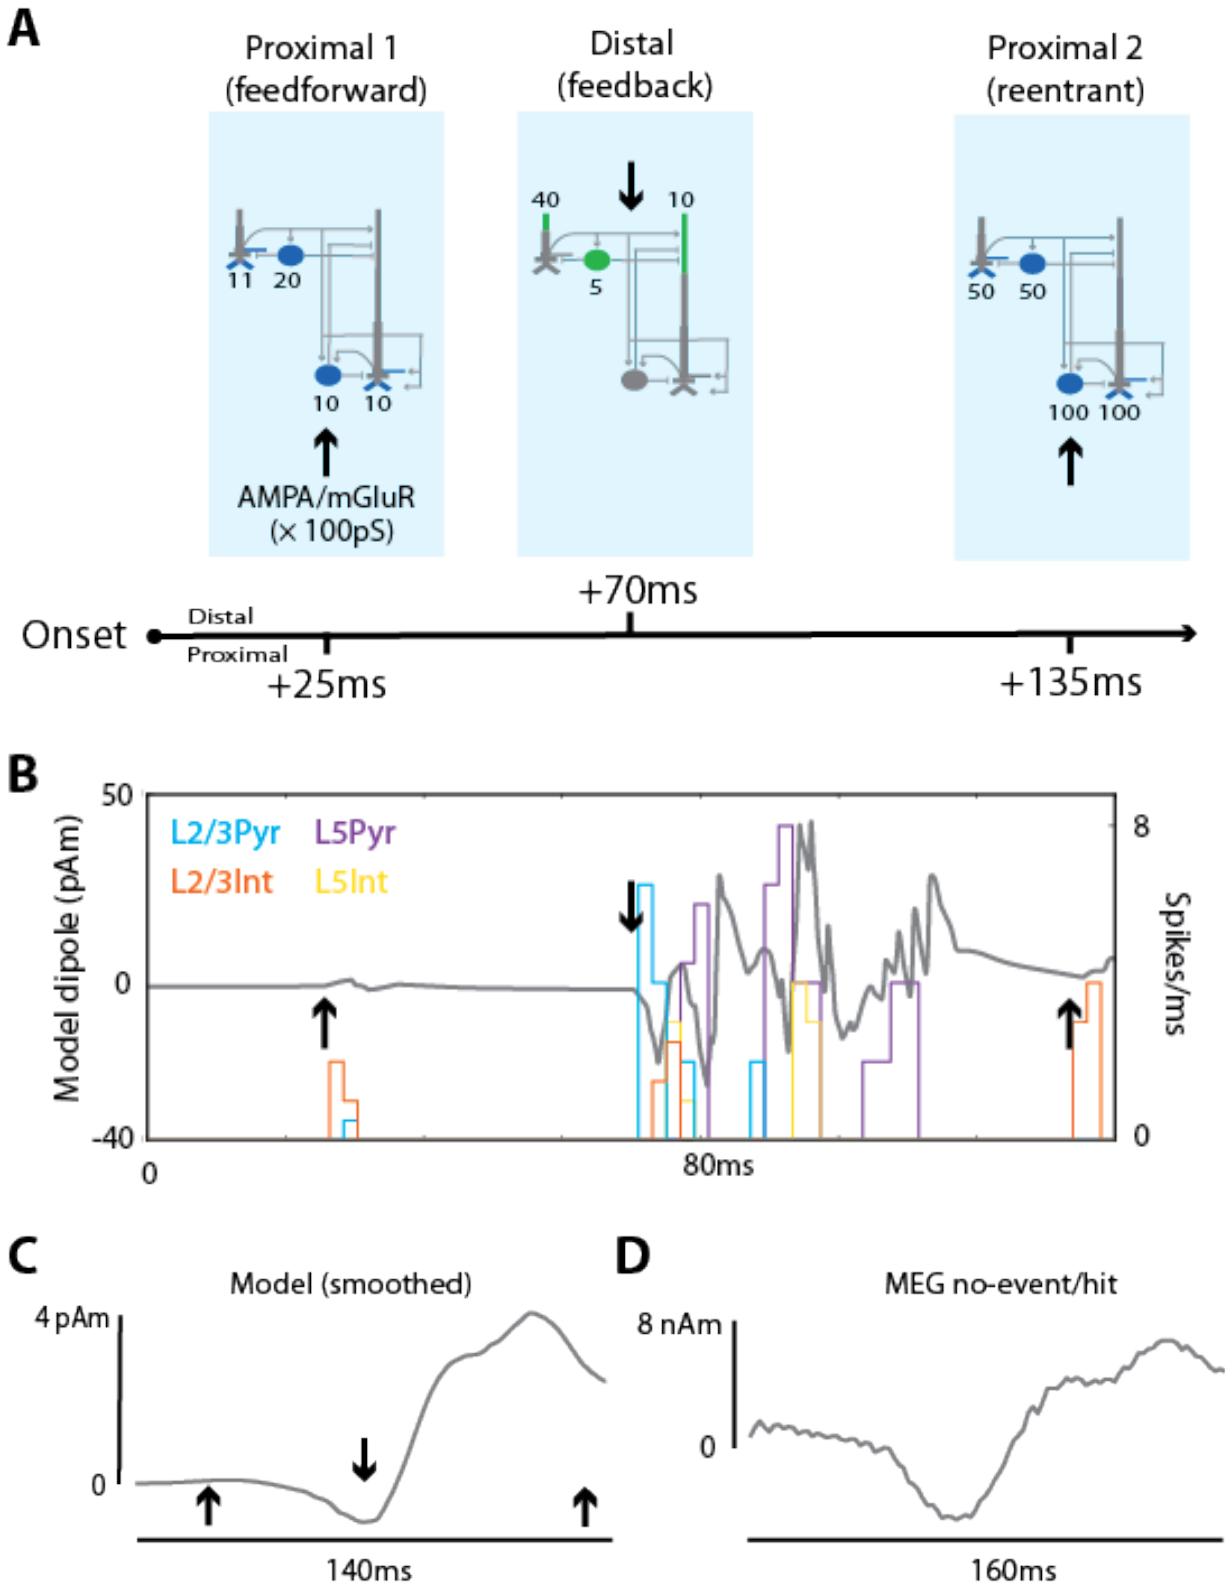 A
Proximal 1
(feedforward)
Distal
(feedback)
Proximal 2
(reentrant)
11
20
10
10
AMPA/mGluR
(× 100pS)
40
10
5
50
50
100
100
Onset
Distal
Proximal
+25ms
+70ms
+135ms
B
Model dipole (pAm)
50
0
-40
L2/3Pyr
L5Pyr
L2/3Int
L5Int
8
0
Spikes/ms
0
80ms
C
Model (smoothed)
4 pAm
0
140ms
D
MEG no-event/hit
8 nAm
0
160ms